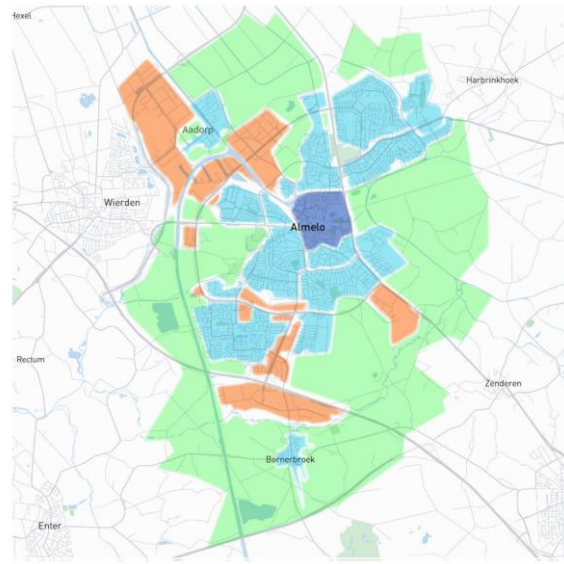 Hexel
Harbrinkhoek
Aadorp
Wierden
Almelo
Rectum
Zenderen
Bornerbroek
Enter